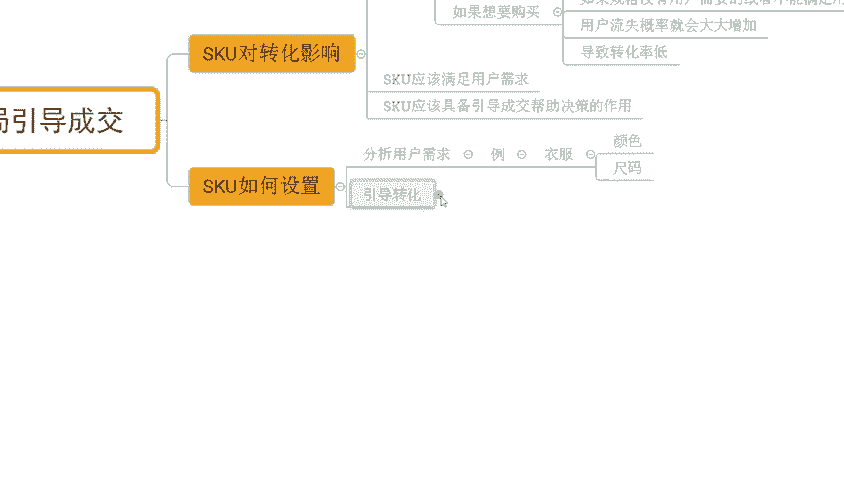 如果想要购买
用户流失概率就会大大增加
导致转化率低
SKU对转化影响
SKU应该满足用户需求
SKU应该具备引导成交帮助决策的作用
局引导成交
分析用户需求
例
衣服
颜色
尺码
SKU如何设置
引导转化